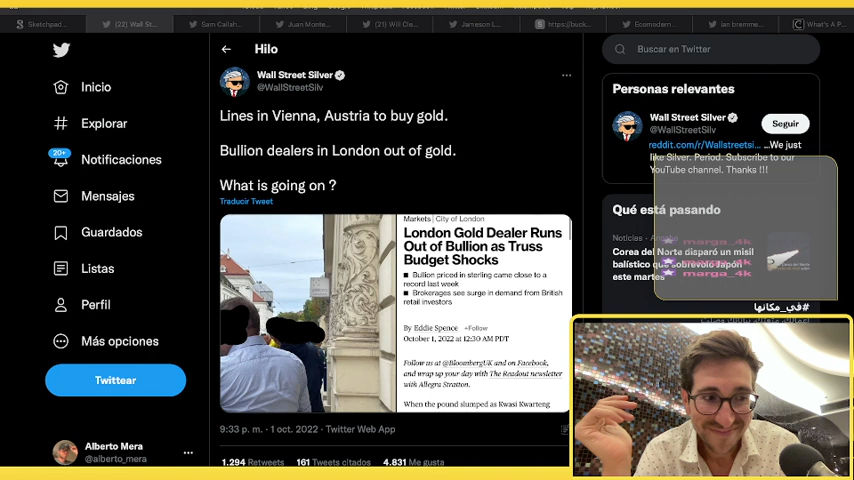 Sketchpad..
(22) Wall St...
Sam Callah...
Juan Monte...
(21) Will Cle...
Jameson L...
https://buck...
Ecomodern...
ian bremme...
What's A P...
Hilo
Buscar en Twitter
Inicio
Explorar
20+
Notificaciones
Mensajes
Guardados
Listas
Perfil
Más opciones
Twittear
Alberto Mera
@alberto_mera
Wall Street Silver
@WallStreetSilv
Lines in Vienna, Austria to buy gold.
Bullion dealers in London out of gold.
What is going on ?
Traducir Tweet
Markets | City of London
London Gold Dealer Runs
Out of Bullion as Truss
Budget Shocks
Bullion priced in sterling came close to a
record last week
Brokerages see surge in demand from British
retail investors
By Eddie Spence +Follow
October 1, 2022 at 12:30 AM PDT
Follow us at @BloombergUK and on Facebook,
and wrap up your day with The Readout newsletter
with Allegra Stratton.
When the pound slumped as Kwasi Kwarteng
9:33 p. m. · 1 oct. 2022 · Twitter Web App
1.294 Retweets 161 Tweets citados 4.831 Me gusta
Personas relevantes
Wall Street Silver
@WallStreetSilv
Seguir
reddit.com/r/Wallstreetsi... ...We just
like Silver. Period. Subscribe to our
YouTube channel. Thanks !!!
Qué está pasando
Noticias
Corea del Norte disparó un misil
balístico que sobrevoló Japón
este martes
marga_4k
marga_4k
marga_4k
#في_مكانها